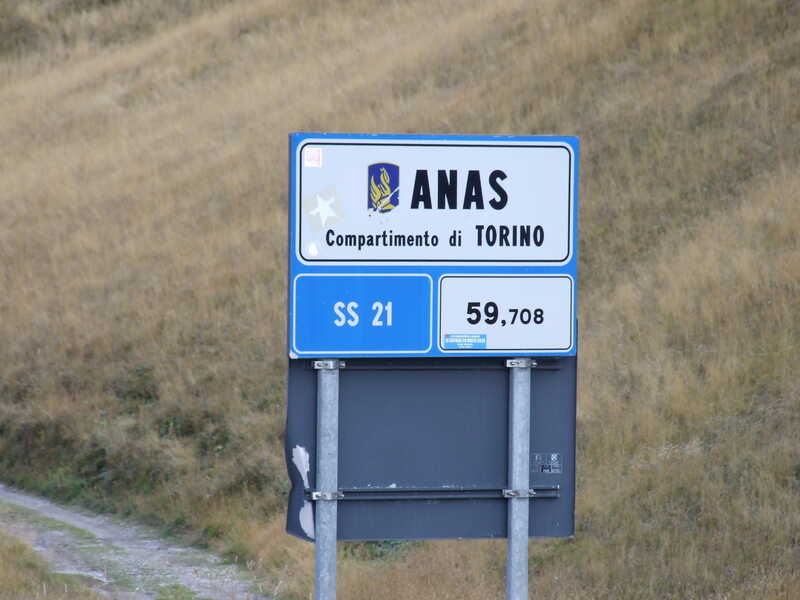 ANAS
Compartimento di TORINO
SS 21
59,708